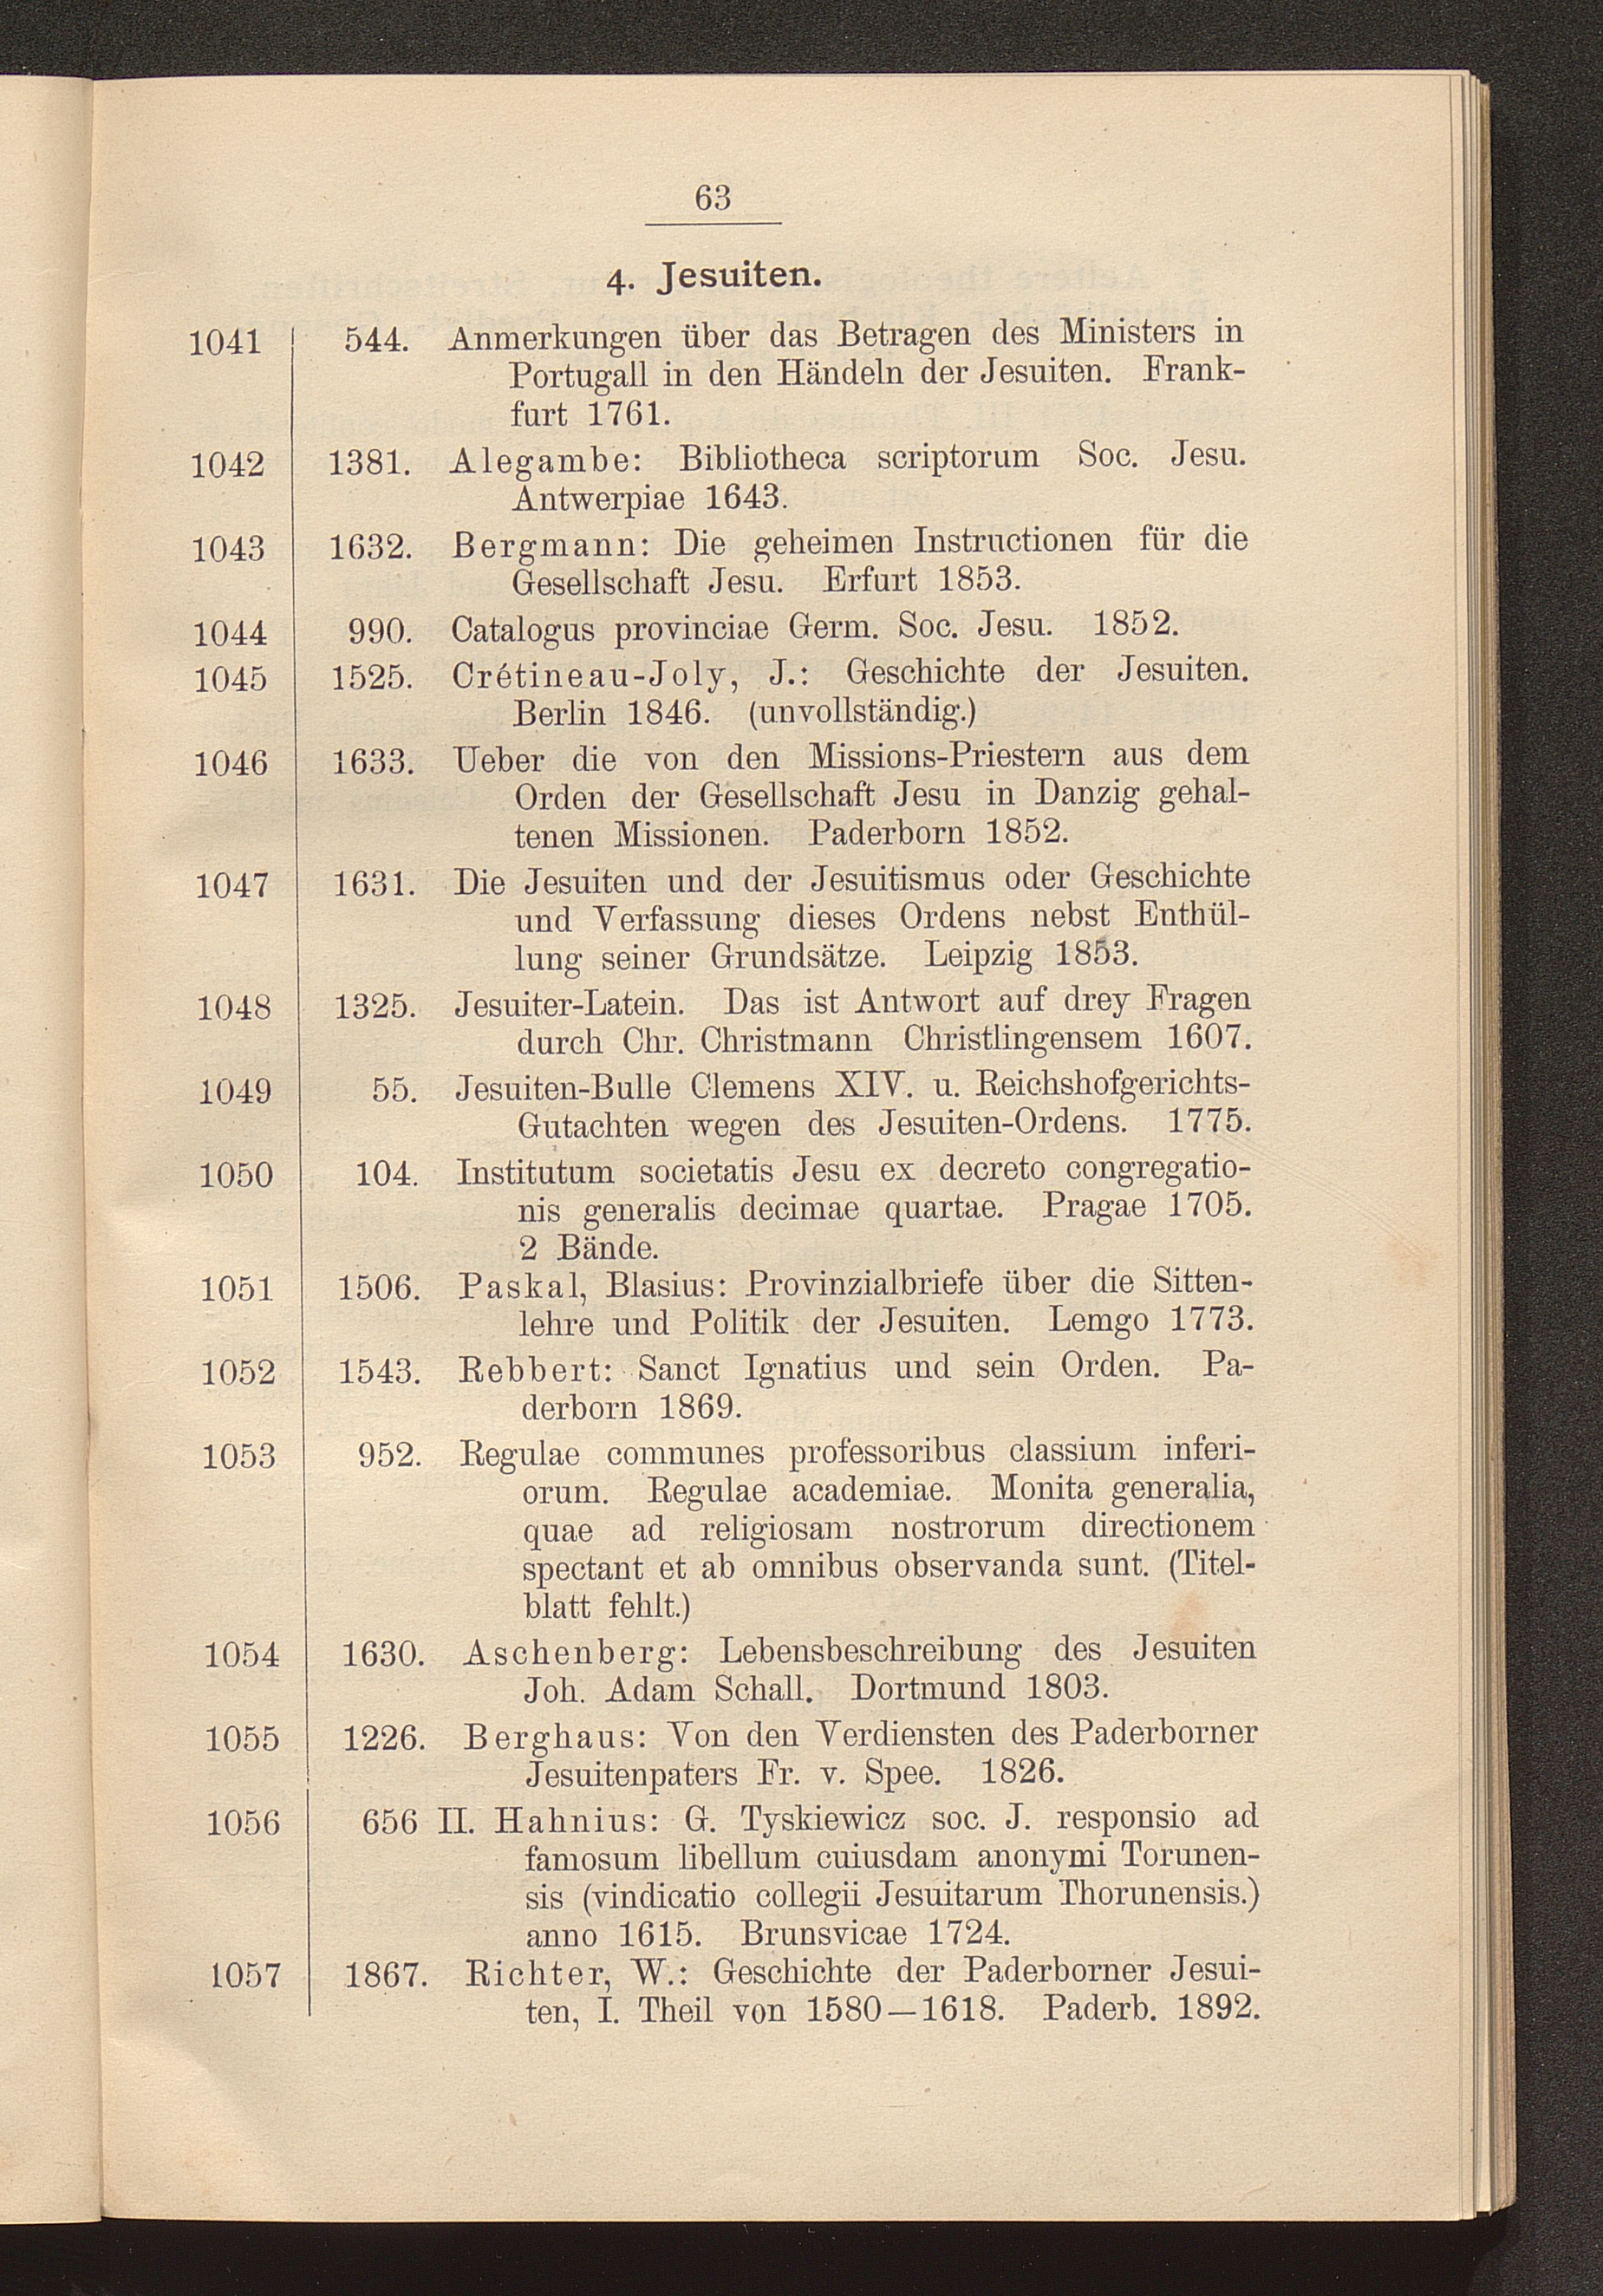 63
4. Jesuiten.
1041 544. Anmerkungen über das Betragen des Ministers in
Portugall in den Händeln der Jesuiten. Frank-
furt 1761.
1042 1381. Alegambe: Bibliotheca scriptorum Soc. Jesu.
Antwerpiae 1643.
1043 1632. Bergmann: Die geheimen Instructionen für die
Gesellschaft Jesu. Erfurt 1853.
1044 990. Catalogus provinciae Germ. Soc. Jesu. 1852.
1045 1525. Crétineau-Joly, J.: Geschichte der Jesuiten.
Berlin 1846. (unvollständig.)
1046 1633. Ueber die von den Missions-Priestern aus dem
Orden der Gesellschaft Jesu in Danzig gehal-
tenen Missionen. Paderborn 1852.
1047 1631. Die Jesuiten und der Jesuitismus oder Geschichte
und Verfassung dieses Ordens nebst Enthül-
lung seiner Grundsätze. Leipzig 1853.
1048 1325. Jesuiter-Latein. Das ist Antwort auf drey Fragen
durch Chr. Christmann Christlingensem 1607.
1049 55. Jesuiten-Bulle Clemens XIV. u. Reichshofgerichts-
Gutachten wegen des Jesuiten-Ordens. 1775.
1050 104. Institutum societatis Jesu ex decreto congregatio-
nis generalis decimae quartae. Pragae 1705.
2 Bände.
1051 1506. Paskal, Blasius: Provinzialbriefe über die Sitten-
lehre und Politik der Jesuiten. Lemgo 1773.
1052 1543. Rebbert: Sanct Ignatius und sein Orden. Pa-
derborn 1869.
1053 952. Regulae communes professoribus classium inferi-
orum. Regulae academiae. Monita generalia,
quae ad religiosam nostrorum directionem
spectant et ab omnibus observanda sunt. (Titel-
blatt fehlt.)
1054 1630. Aschenberg: Lebensbeschreibung des Jesuiten
Joh. Adam Schall. Dortmund 1803.
1055 1226. Berghaus: Von den Verdiensten des Paderborner
Jesuitenpaters Fr. v. Spee. 1826.
1056 656 II. Hahnius: G. Tyskiewicz soc. J. responsio ad
famosum libellum cuiusdam anonymi Torunen-
sis (vindicatio collegii Jesuitarum Thorunensis.)
anno 1615. Brunsvicae 1724.
1057 1867. Richter, W.: Geschichte der Paderborner Jesui-
ten, I. Theil von 1580—1618. Paderb. 1892.